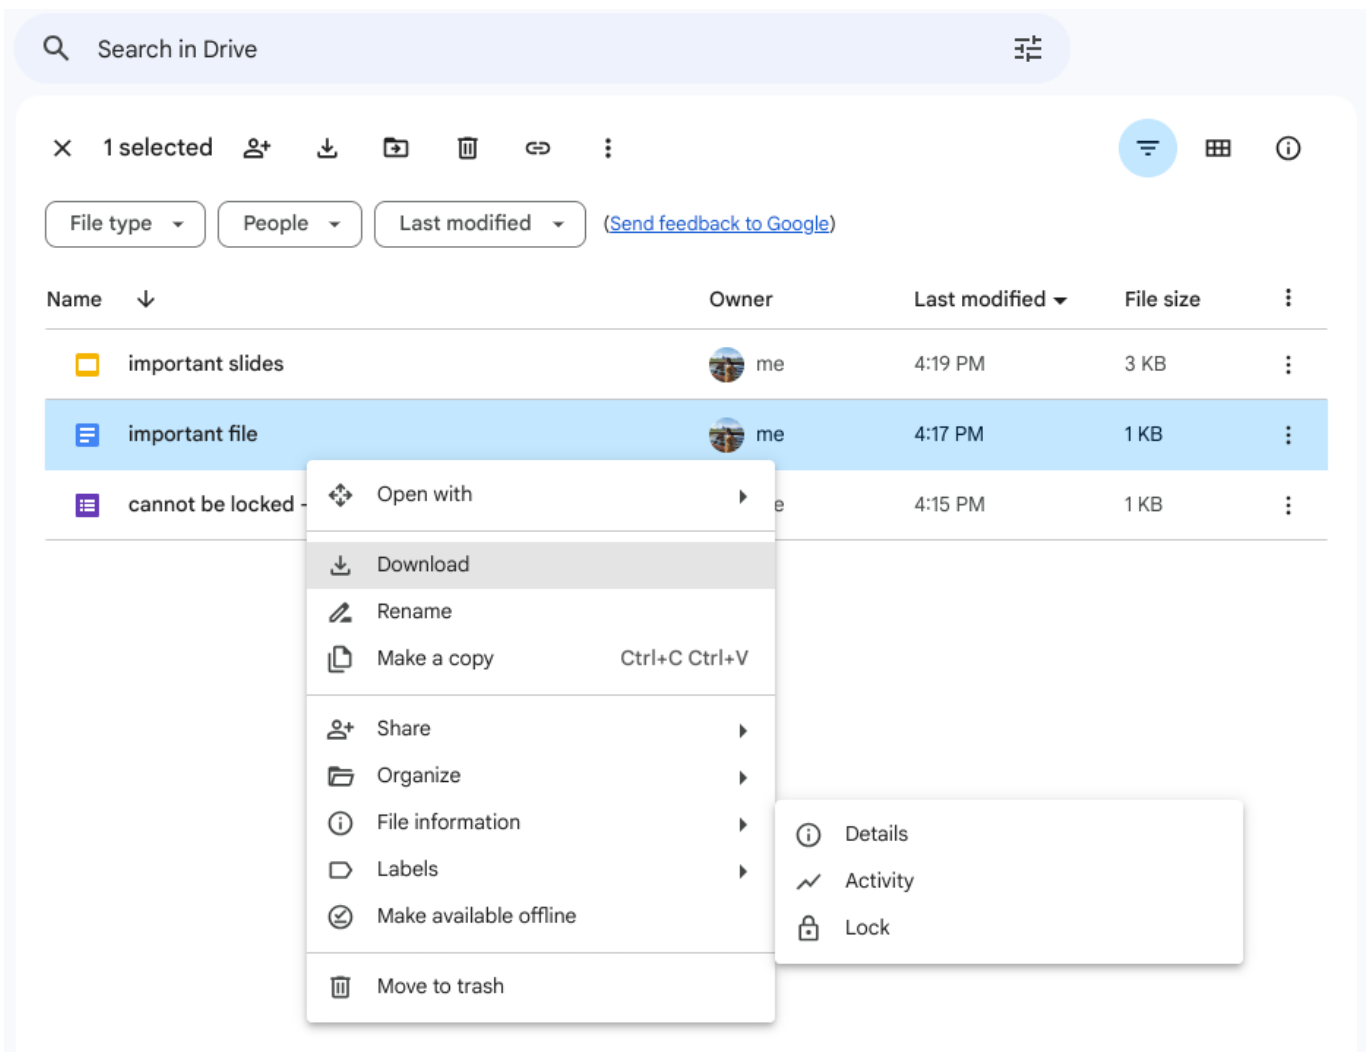 Search in Drive
1 selected
File type
People
Last modified
(Send feedback to Google)
Name
Owner
Last modified
File size
important slides
me
4:19 PM
3 KB
important file
me
4:17 PM
1 KB
cannot be locked -
e
4:15 PM
1 KB
Open with
Download
Rename
Make a copy
Ctrl+C Ctrl+V
Share
Organize
File information
Labels
Make available offline
Move to trash
Details
Activity
Lock